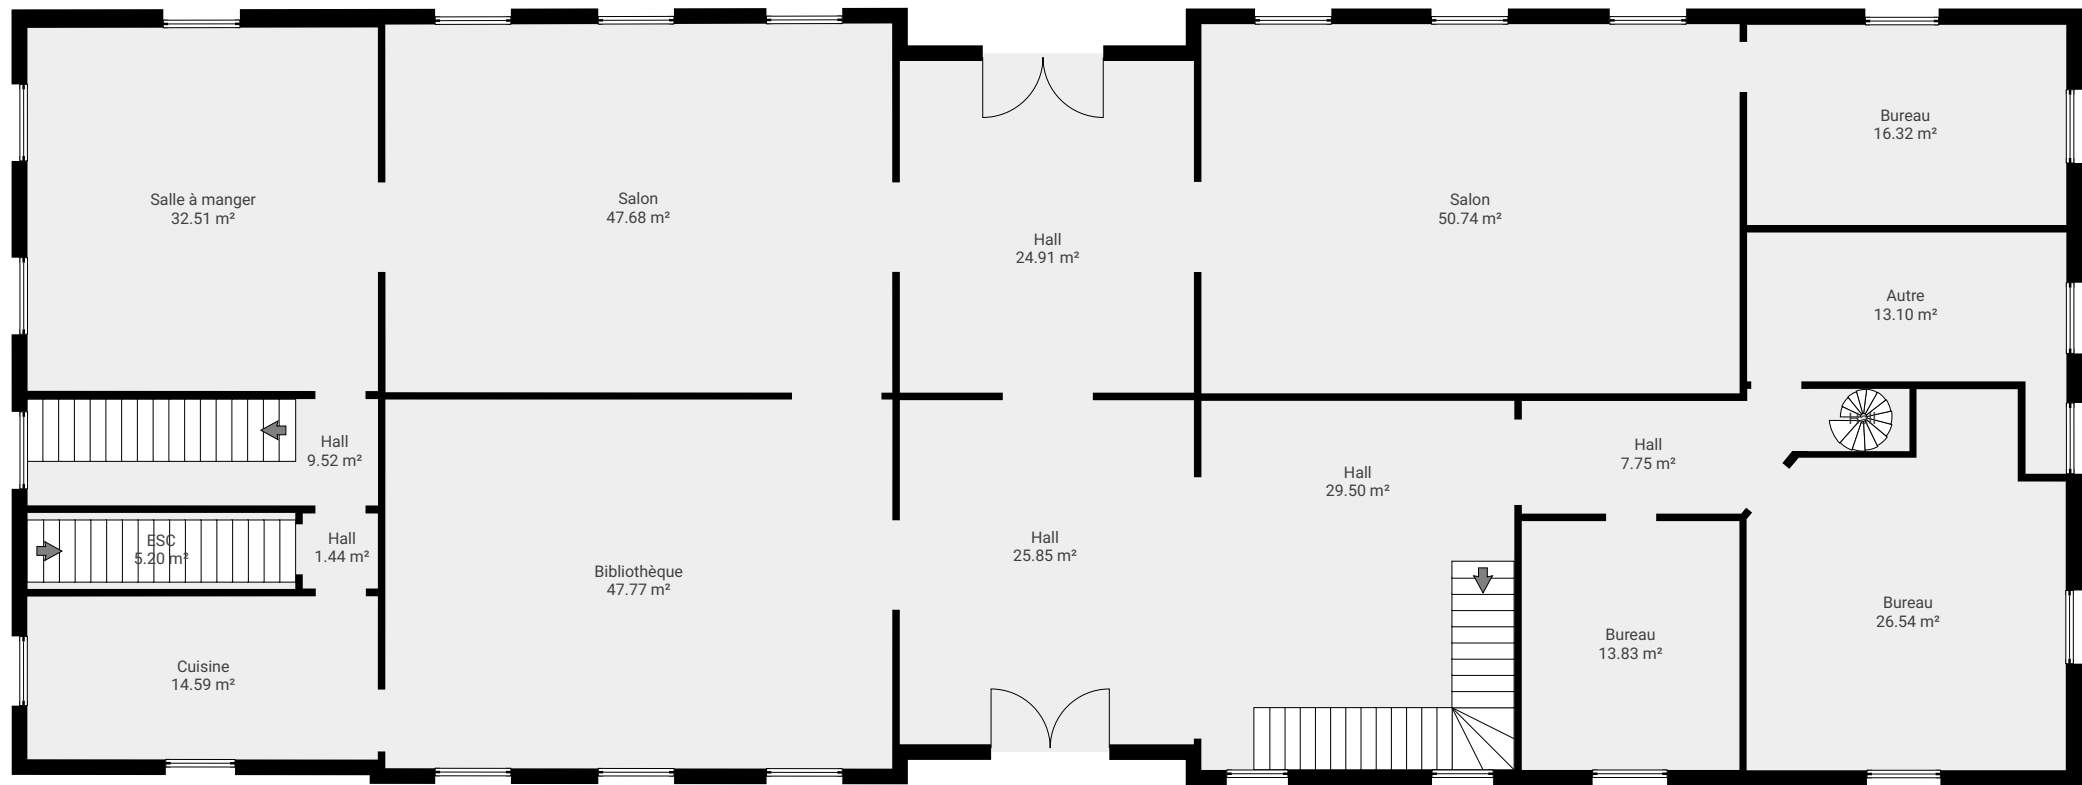 Salle à manger
32.51 m²
Salon
47.68 m²
Hall
24.91 m²
Salon
50.74 m²
Bureau
16.32 m²
Autre
13.10 m²
Hall
9.52 m²
ESC
5.20 m²
Hall
1.44 m²
Cuisine
14.59 m²
Bibliothèque
47.77 m²
Hall
25.85 m²
Hall
29.50 m²
Hall
7.75 m²
Bureau
13.83 m²
Bureau
26.54 m²